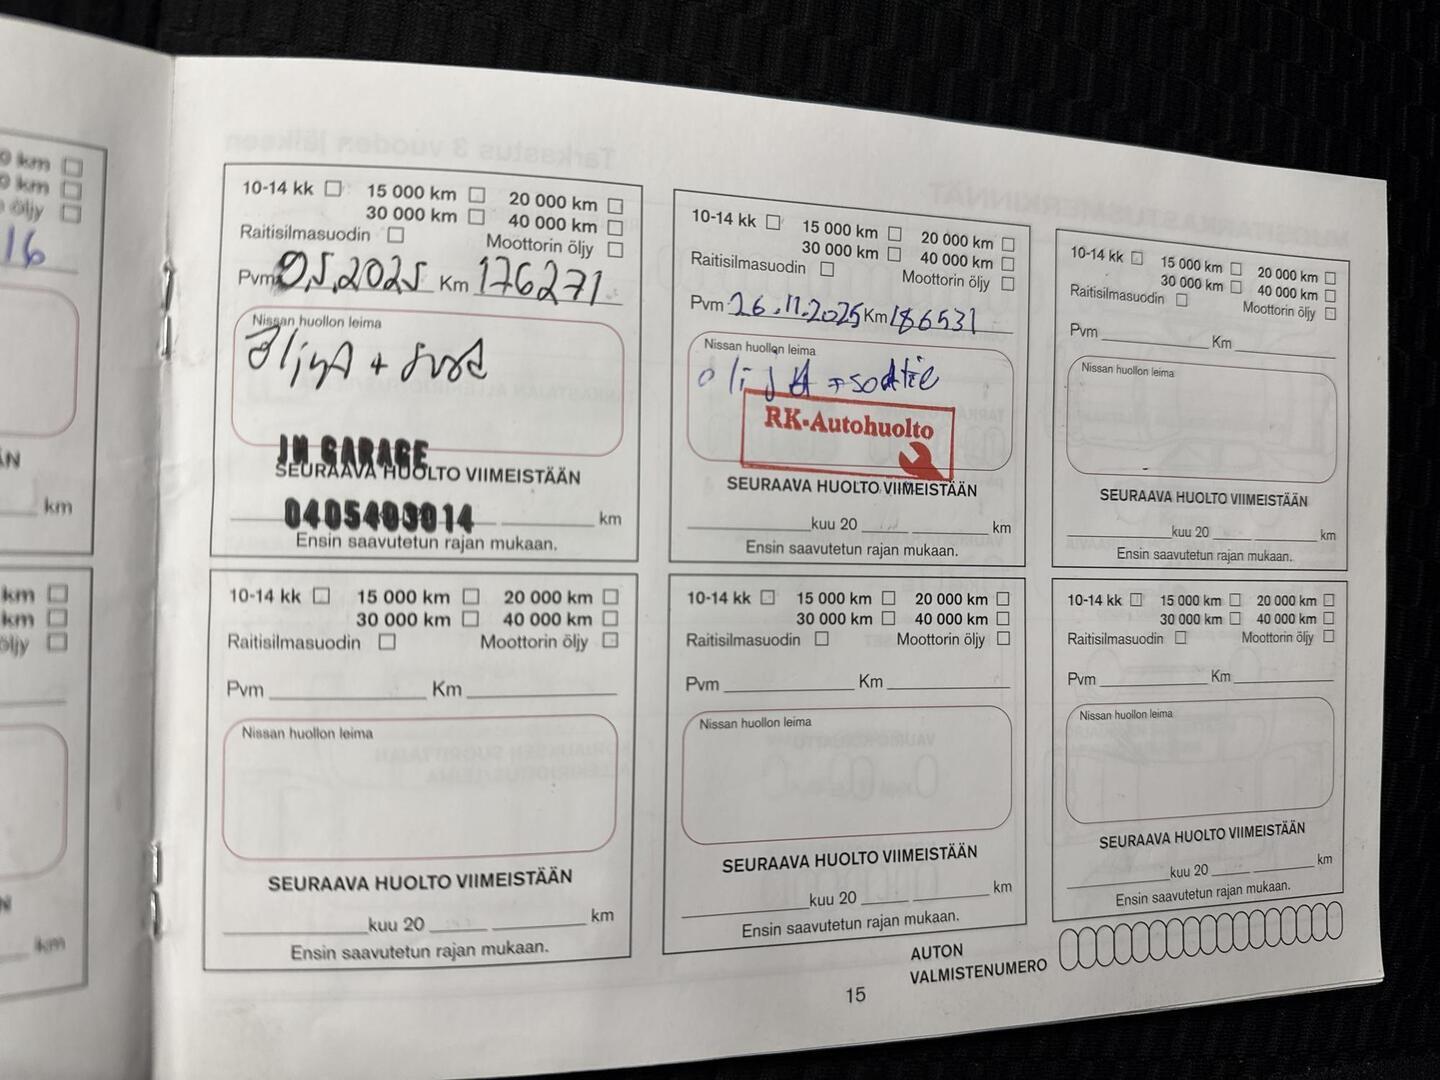 16
km
km
km
öljy
km
10-14 kk 15 000 km 20 000 km
30 000 km 40 000 km
Raitisilmasuodin Moottorin öljy
Pvm 9.5.2025 Km 176271
Nissan huollon leima
öljyt +
JM GARAGE
SEURAAVA HUOLTO VIIMEISTÄÄN
0405403014 km
Ensin saavutetun rajan mukaan.
10-14 kk 15 000 km 20 000 km
30 000 km 40 000 km
Raitisilmasuodin Moottorin öljy
Pvm 26.11.2025 Km 186531
Nissan huollon leima
RK-Autohuolto
SEURAAVA HUOLTO VIIMEISTÄÄN
kuu 20 km
Ensin saavutetun rajan mukaan.
10-14 kk 15 000 km 20 000 km
30 000 km 40 000 km
Raitisilmasuodin Moottorin öljy
Pvm Km
Nissan huollon leima
SEURAAVA HUOLTO VIIMEISTÄÄN
kuu 20 km
Ensin saavutetun rajan mukaan.
10-14 kk 15 000 km 20 000 km
30 000 km 40 000 km
Raitisilmasuodin Moottorin öljy
Pvm Km
Nissan huollon leima
SEURAAVA HUOLTO VIIMEISTÄÄN
kuu 20 km
Ensin saavutetun rajan mukaan.
10-14 kk 15 000 km 20 000 km
30 000 km 40 000 km
Raitisilmasuodin Moottorin öljy
Pvm Km
Nissan huollon leima
SEURAAVA HUOLTO VIIMEISTÄÄN
kuu 20 km
Ensin saavutetun rajan mukaan.
10-14 kk 15 000 km 20 000 km
30 000 km 40 000 km
Raitisilmasuodin Moottorin öljy
Pvm Km
Nissan huollon leima
SEURAAVA HUOLTO VIIMEISTÄÄN
kuu 20 km
Ensin saavutetun rajan mukaan.
AUTON
VALMISTENUMERO
15